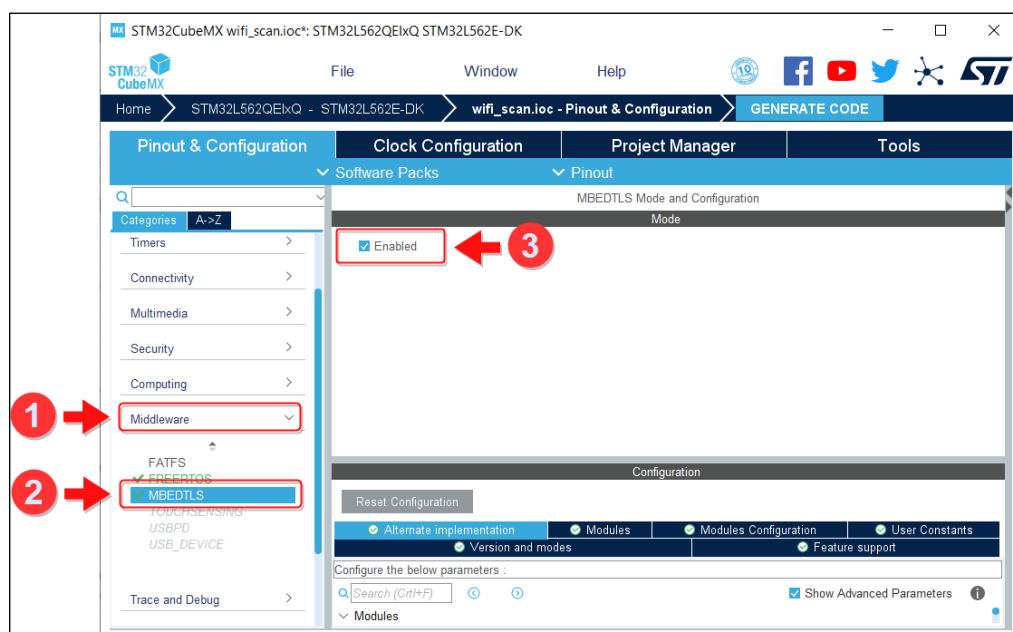 MX STM32CubeMX wifi_scan.ioc*: STM32L562QEIxQ STM32L562E-DK
STM32 CubeMX
File Window Help 10
Home STM32L562QEIxQ - STM32L562E-DK wifi_scan.ioc - Pinout & Configuration GENERATE CODE
Pinout & Configuration Clock Configuration Project Manager Tools
Software Packs Pinout
MBEDTLS Mode and Configuration
Categories A->Z
Mode
Timers
Enabled
3
Connectivity
Multimedia
Security
Computing
1
Middleware
FATFS
FREERTOS
2
MBEDTLS
TOUCHSENSING
USBPD
USB_DEVICE
Trace and Debug
Configuration
Reset Configuration
Alternate implementation Modules Modules Configuration User Constants
Version and modes Feature support
Configure the below parameters :
Search (Crtl+F) Show Advanced Parameters i
Modules